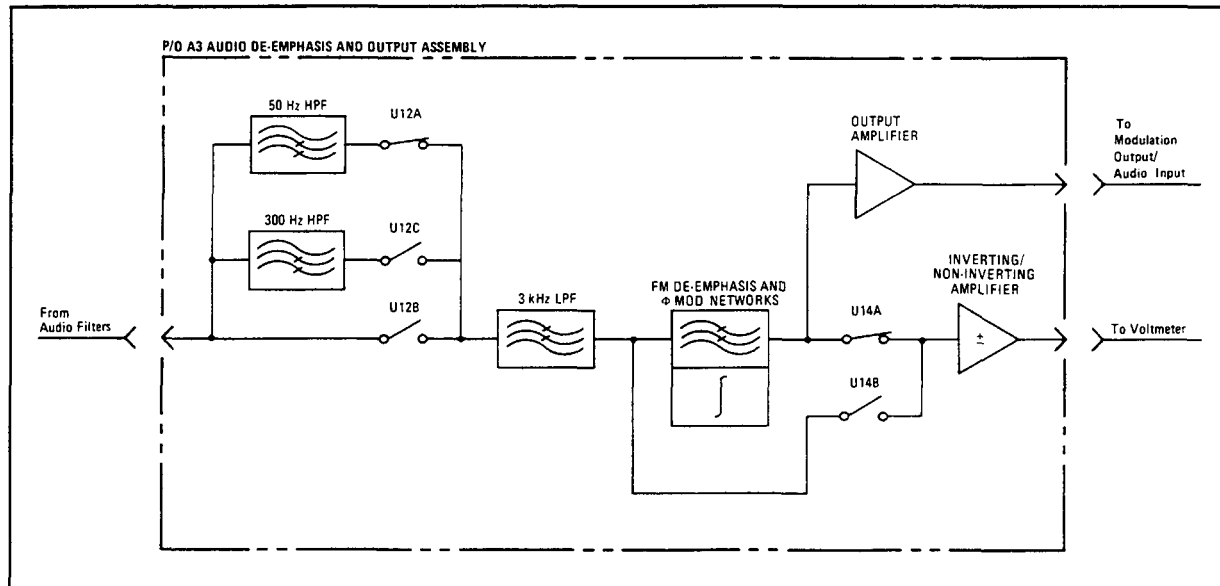 P/O A3 AUDIO DE-EMPHASIS AND OUTPUT ASSEMBLY
50 Hz HPF
U12A
300 Hz HPF
U12C
U12B
From
Audio Filters
3 kHz LPF
FM DE-EMPHASIS AND
Φ MOD NETWORKS
U14A
U14B
OUTPUT
AMPLIFIER
INVERTING/
NON-INVERTING
AMPLIFIER
±
To
Modulation
Output/
Audio Input
To Voltmeter